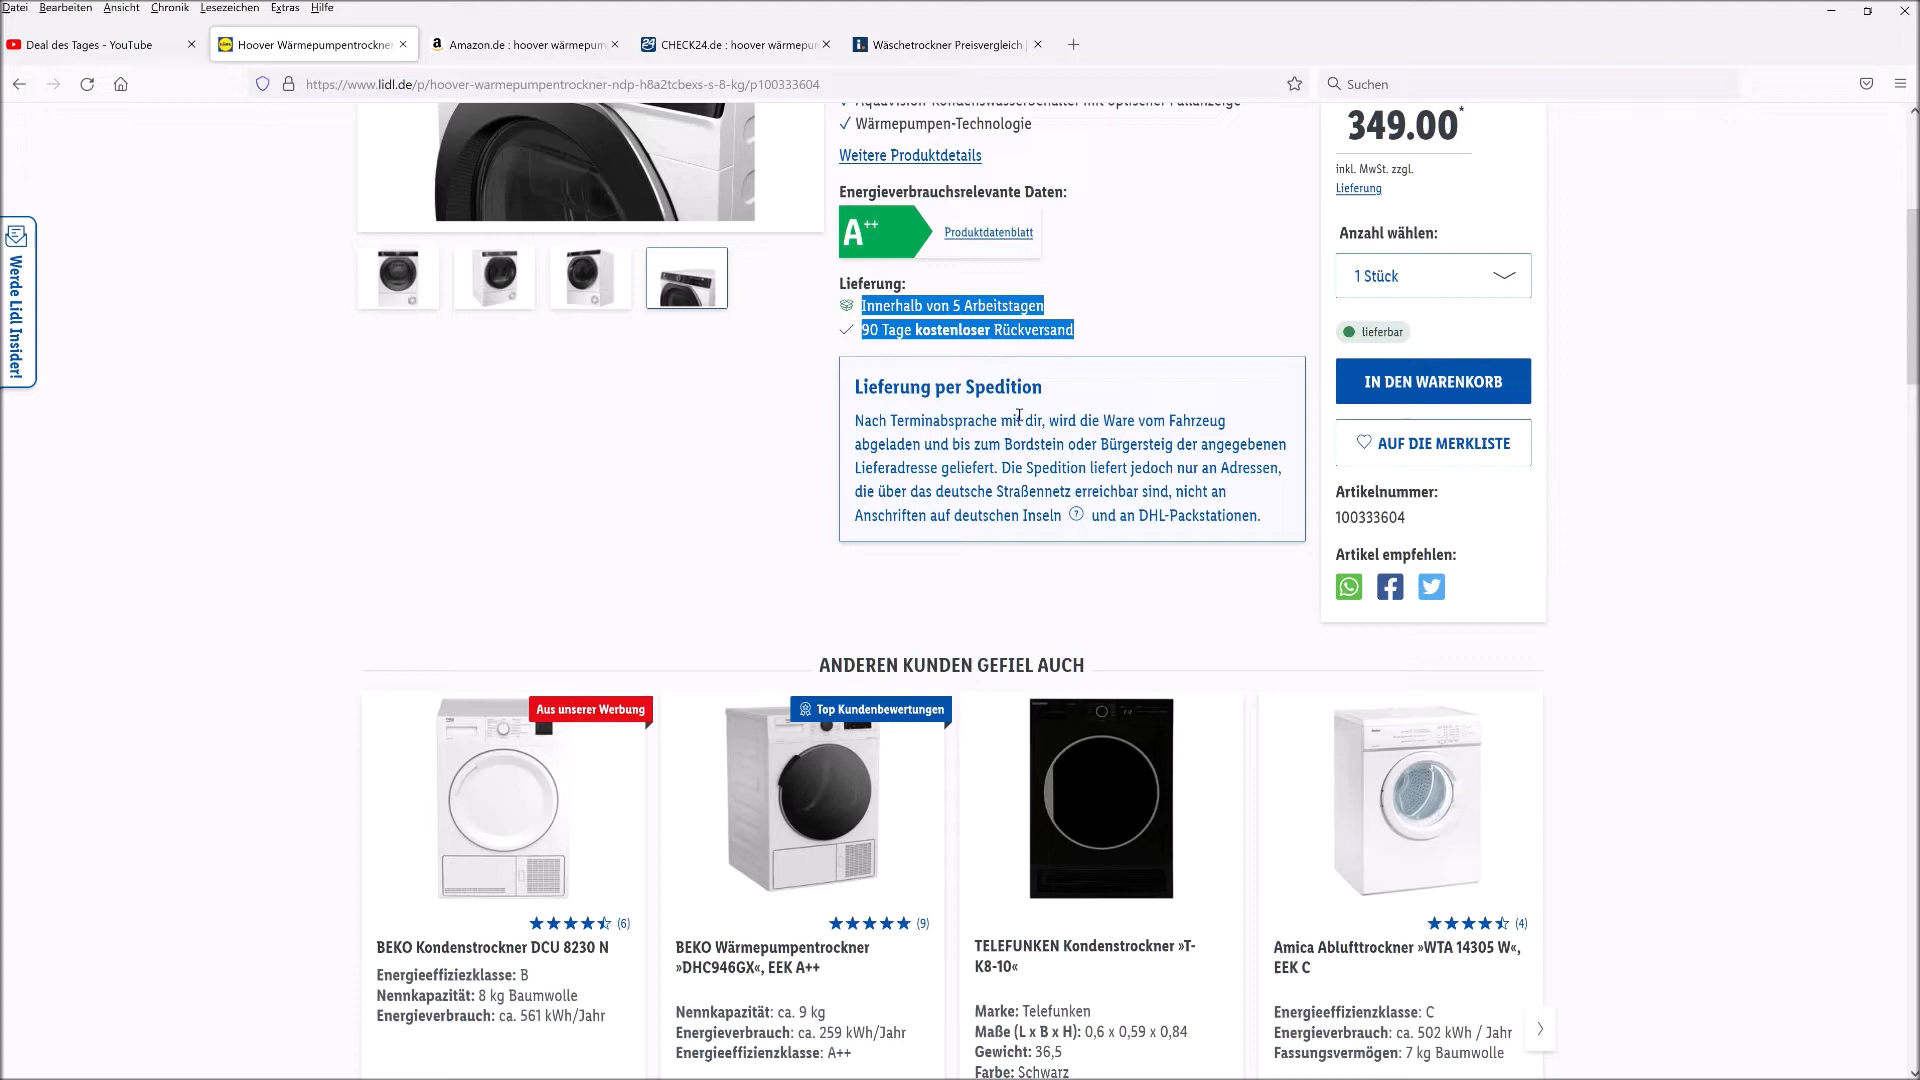 Datei Bearbeiten Ansicht Chronik Lesezeichen Extras Hilfe
Deal des Tages - YouTube
Hoover Wärmepumpentrockner
Amazon.de : hoover wärmepum
CHECK24.de : hoover wärmepum
Wäschetrockner Preisvergleich |
https://www.lidl.de/p/hoover-warmepumpentrockner-ndp-h8a2tcbexs-s-8-kg/p100333604
Suchen
Werde Lidl Insider!
AquaVision-Kondenswasserbehälter mit optischer Füllanzeige
Wärmepumpen-Technologie
Weitere Produktdetails
Energieverbrauchsrelevante Daten:
A++
Produktdatenblatt
Lieferung:
Innerhalb von 5 Arbeitstagen
90 Tage kostenloser Rückversand
Lieferung per Spedition
Nach Terminabsprache mit dir, wird die Ware vom Fahrzeug
abgeladen und bis zum Bordstein oder Bürgersteig der angegebenen
Lieferadresse geliefert. Die Spedition liefert jedoch nur an Adressen,
die über das deutsche Straßennetz erreichbar sind, nicht an
Anschriften auf deutschen Inseln ? und an DHL-Packstationen.
349.00*
inkl. MwSt. zzgl.
Lieferung
Anzahl wählen:
1 Stück
lieferbar
IN DEN WARENKORB
AUF DIE MERKLISTE
Artikelnummer:
100333604
Artikel empfehlen:
ANDEREN KUNDEN GEFIEL AUCH
Aus unserer Werbung
(6)
BEKO Kondenstrockner DCU 8230 N
Energieeffiziezklasse: B
Nennkapazität: 8 kg Baumwolle
Energieverbrauch: ca. 561 kWh/Jahr
Top Kundenbewertungen
(9)
BEKO Wärmepumpentrockner
»DHC946GX«, EEK A++
Nennkapazität: ca. 9 kg
Energieverbrauch: ca. 259 kWh/Jahr
Energieeffizienzklasse: A++
TELEFUNKEN Kondenstrockner »T-
K8-10«
Marke: Telefunken
Maße (L x B x H): 0,6 x 0,59 x 0,84
Gewicht: 36,5
Farbe: Schwarz
(4)
Amica Ablufttrockner »WTA 14305 W«,
EEK C
Energieeffizienzklasse: C
Energieverbrauch: ca. 502 kWh / Jahr
Fassungsvermögen: 7 kg Baumwolle